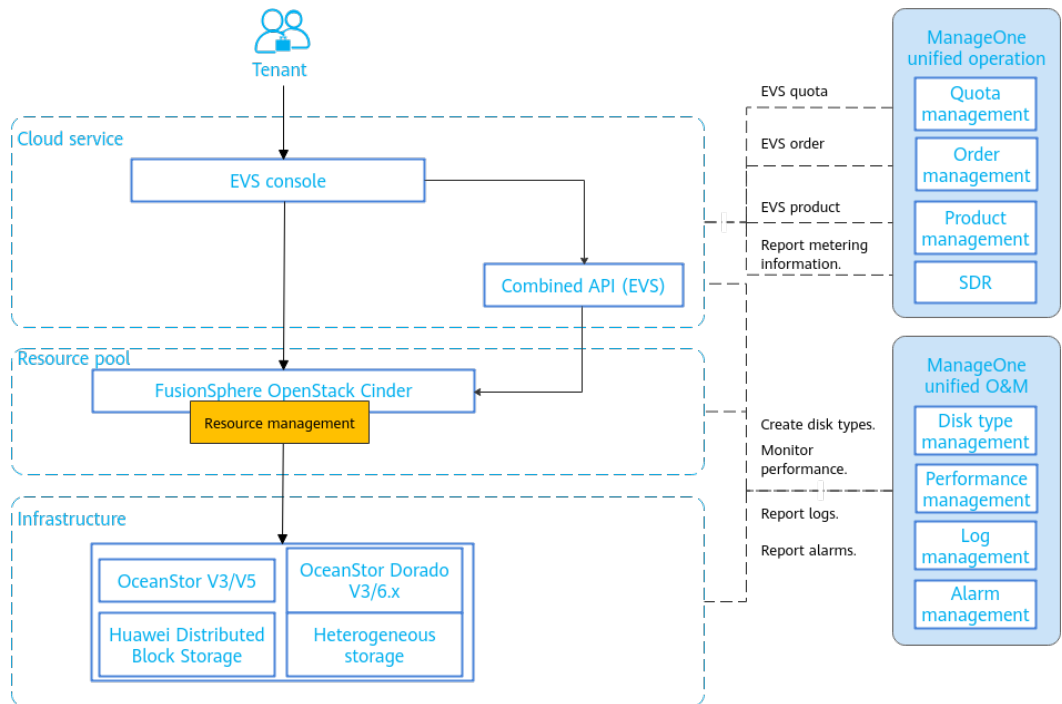 Tenant
Cloud service
EVS console
Combined API (EVS)
Resource pool
FusionSphere OpenStack Cinder
Resource management
Infrastructure
OceanStor V3/V5
OceanStor Dorado
V3/6.x
Huawei Distributed
Block Storage
Heterogeneous
storage
EVS quota
EVS order
EVS product
Report metering
information.
Create disk types.
Monitor
performance.
Report logs.
Report alarms.
ManageOne
unified operation
Quota
management
Order
management
Product
management
SDR
ManageOne
unified O&M
Disk type
management
Performance
management
Log
management
Alarm
management